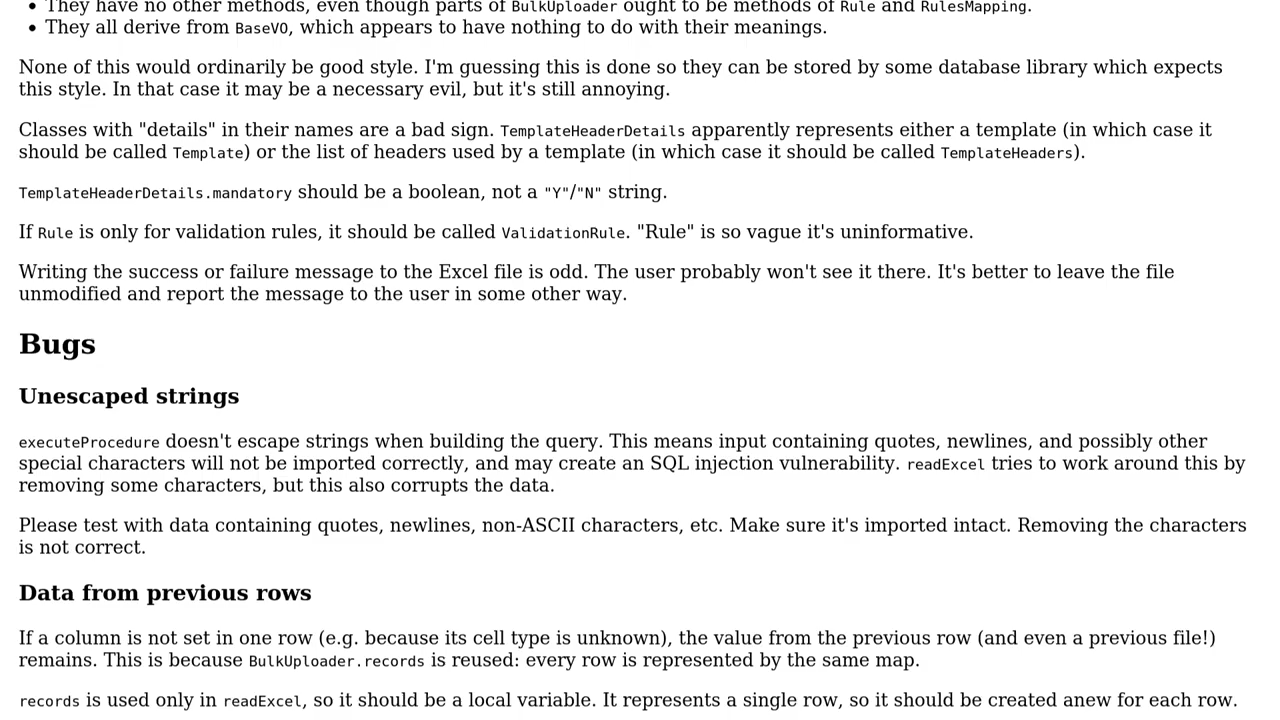 They have no other methods, even though parts of BulkUploader ought to be methods of Rule and RulesMapping.
They all derive from BaseVO, which appears to have nothing to do with their meanings.
None of this would ordinarily be good style. I'm guessing this is done so they can be stored by some database library which expects
this style. In that case it may be a necessary evil, but it's still annoying.
Classes with "details" in their names are a bad sign. TemplateHeaderDetails apparently represents either a template (in which case it
should be called Template) or the list of headers used by a template (in which case it should be called TemplateHeaders).
TemplateHeaderDetails.mandatory should be a boolean, not a "Y"/"N" string.
If Rule is only for validation rules, it should be called ValidationRule. "Rule" is so vague it's uninformative.
Writing the success or failure message to the Excel file is odd. The user probably won't see it there. It's better to leave the file
unmodified and report the message to the user in some other way.
Bugs
Unescaped strings
executeProcedure doesn't escape strings when building the query. This means input containing quotes, newlines, and possibly other
special characters will not be imported correctly, and may create an SQL injection vulnerability. readExcel tries to work around this by
removing some characters, but this also corrupts the data.
Please test with data containing quotes, newlines, non-ASCII characters, etc. Make sure it's imported intact. Removing the characters
is not correct.
Data from previous rows
If a column is not set in one row (e.g. because its cell type is unknown), the value from the previous row (and even a previous file!)
remains. This is because BulkUploader.records is reused: every row is represented by the same map.
records is used only in readExcel, so it should be a local variable. It represents a single row, so it should be created anew for each row.